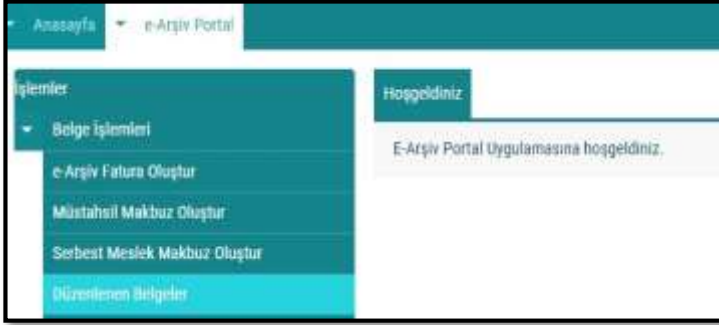 Anasayfa
e-Arşiv Portal
İşlemler
Belge İşlemleri
e-Arşiv Fatura Oluştur
Müstahsil Makbuz Oluştur
Serbest Meslek Makbuz Oluştur
Düzenlenen Belgeler
Hoşgeldiniz
E-Arşiv Portal Uygulamasına hoşgeldiniz.